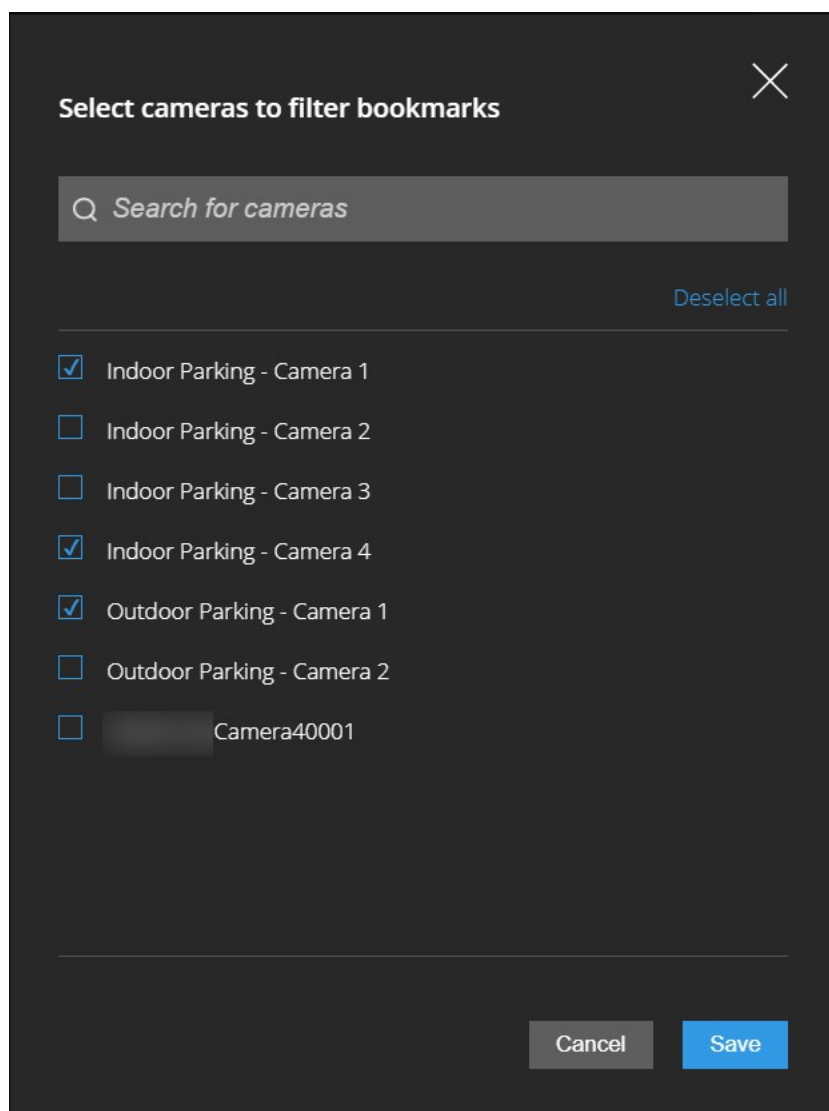 Select cameras to filter bookmarks
Search for cameras
Deselect all
Indoor Parking - Camera 1
Indoor Parking - Camera 2
Indoor Parking - Camera 3
Indoor Parking - Camera 4
Outdoor Parking - Camera 1
Outdoor Parking - Camera 2
Camera40001
Cancel
Save